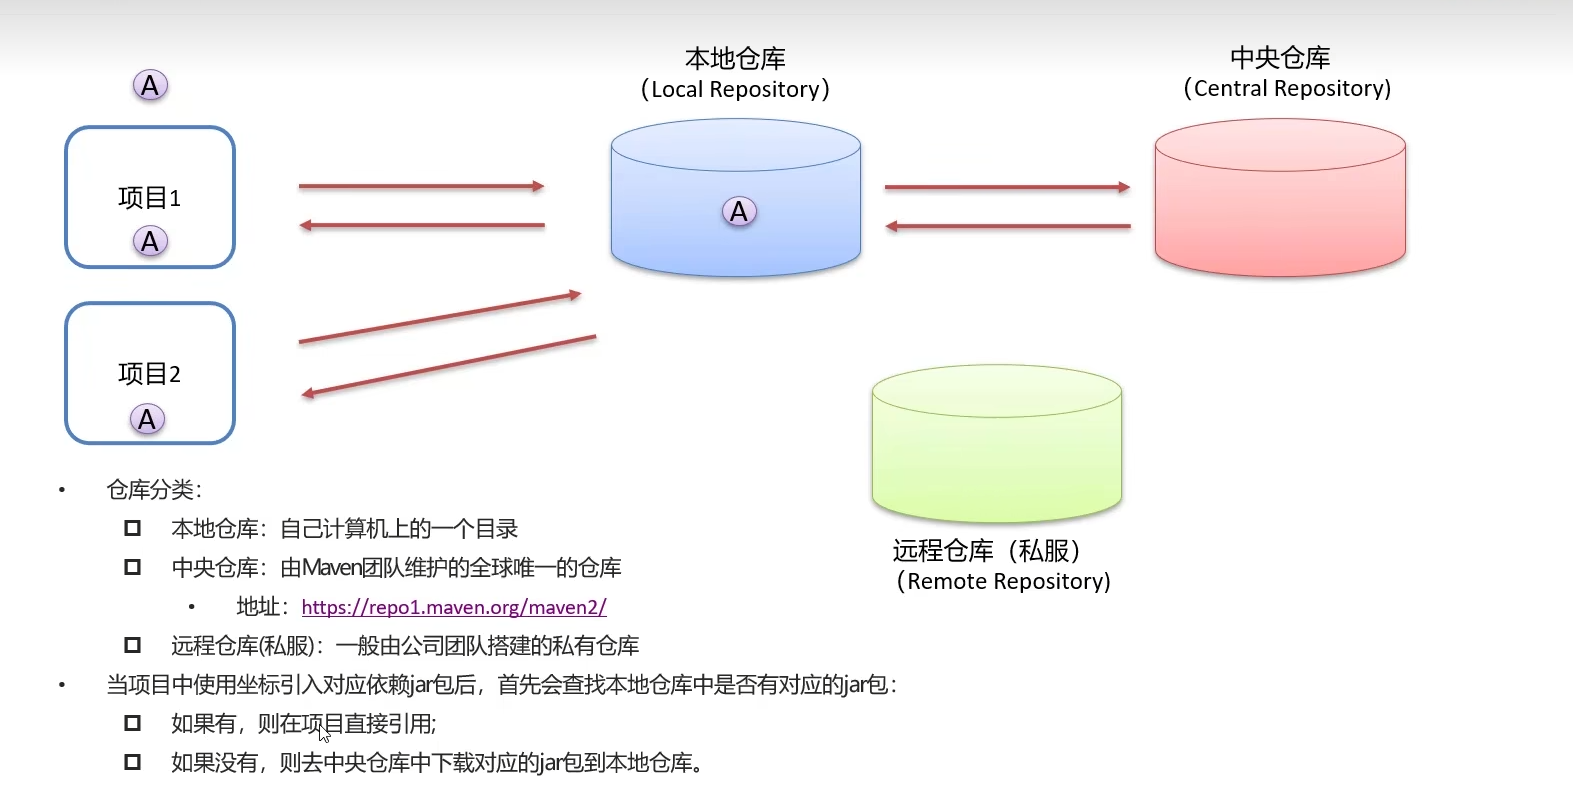 本地仓库
（Local Repository）
中央仓库
（Central Repository)
A
项目1
A
A
项目2
A
远程仓库（私服）
（Remote Repository)
• 仓库分类：
本地仓库：自己计算机上的一个目录
中央仓库：由Maven团队维护的全球唯一的仓库
• 地址：https://repo1.maven.org/maven2/
远程仓库(私服)：一般由公司团队搭建的私有仓库
• 当项目中使用坐标引入对应依赖jar包后，首先会查找本地仓库中是否有对应的jar包：
如果有，则在项目直接引用;
如果没有，则去中央仓库中下载对应的jar包到本地仓库。